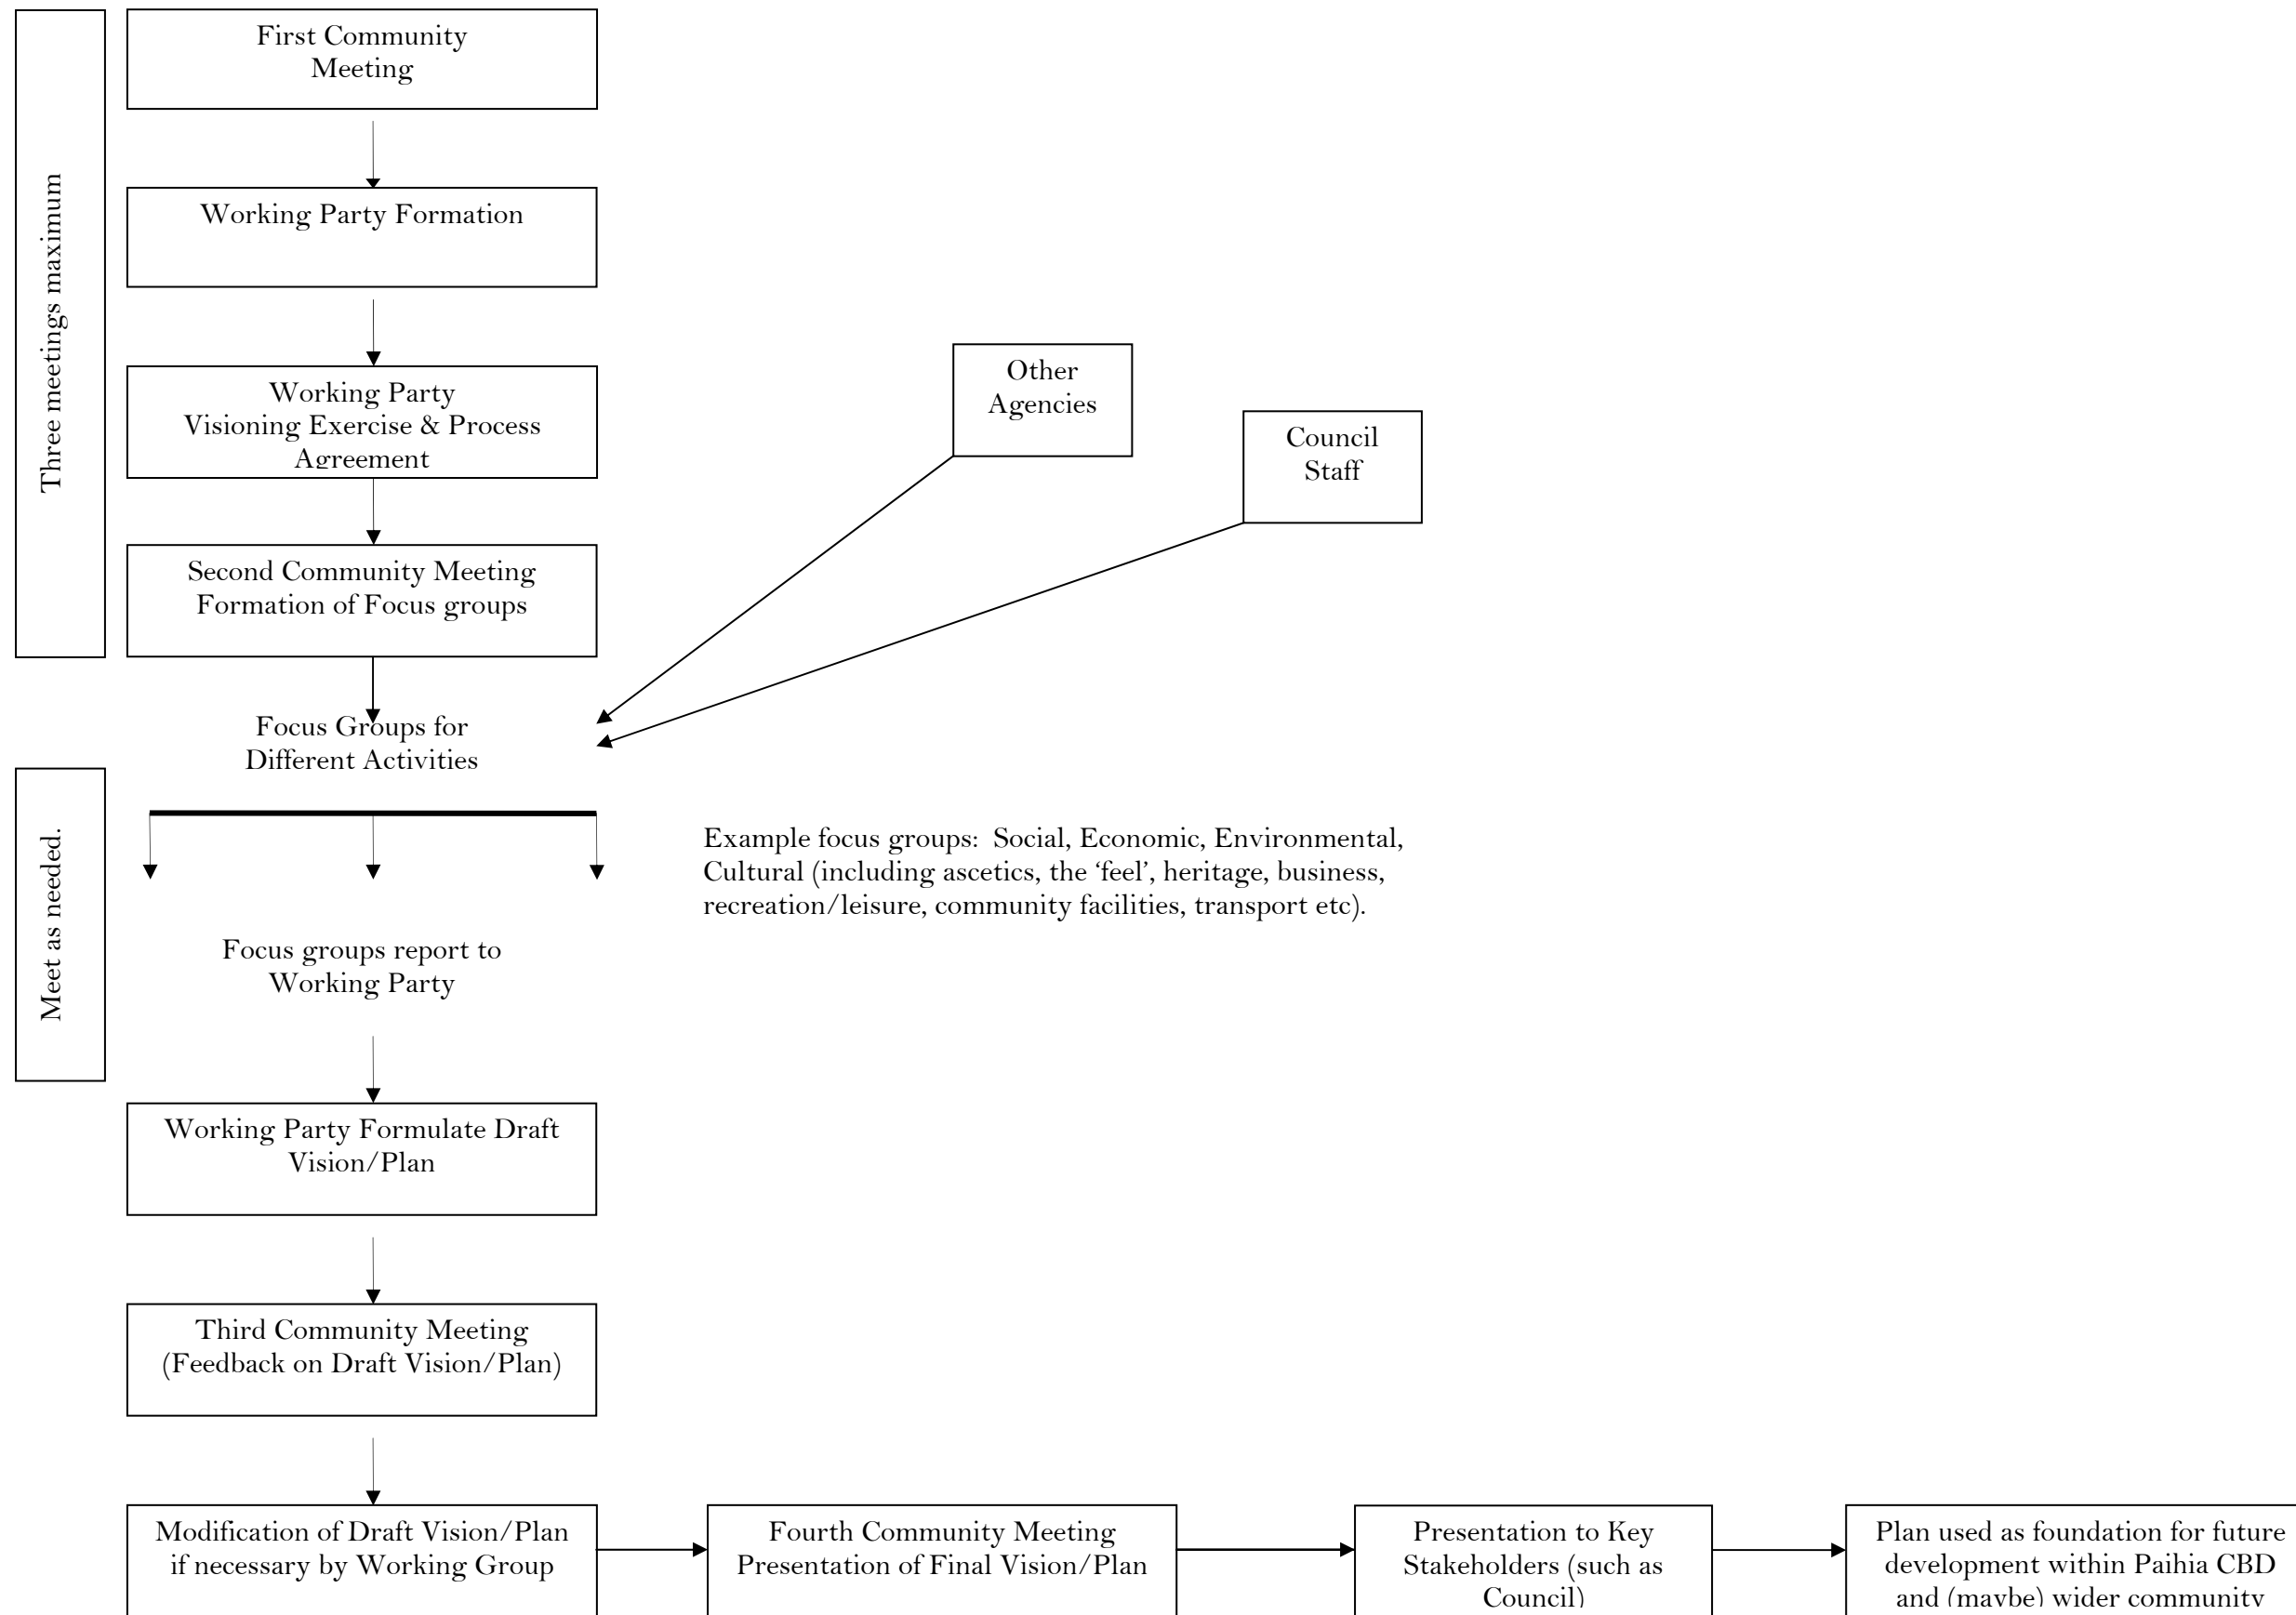 Three meetings maximum
First Community
Meeting
Working Party Formation
Working Party
Visioning Exercise & Process
Agreement
Other
Agencies
Council
Staff
Second Community Meeting
Formation of Focus groups
Focus Groups for
Different Activities
Meet as needed.
Example focus groups:  Social, Economic, Environmental,
Cultural (including ascetics, the ‘feel’, heritage, business,
recreation/leisure, community facilities, transport etc).
Focus groups report to
Working Party
Working Party Formulate Draft
Vision/Plan
Third Community Meeting
(Feedback on Draft Vision/Plan)
Modification of Draft Vision/Plan
if necessary by Working Group
Fourth Community Meeting
Presentation of Final Vision/Plan
Presentation to Key
Stakeholders (such as
Council)
Plan used as foundation for future
development within Paihia CBD
and (maybe) wider community